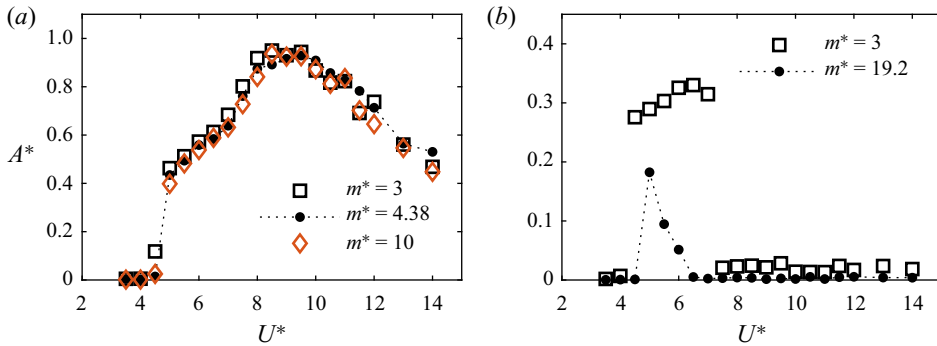 (a)
1.0
0.8
0.6
0.4
0.2
0
A*
2 4 6 8 10 12 14
U*
m* = 3
m* = 4.38
m* = 10
(b)
0.4
0.3
0.2
0.1
0
2 4 6 8 10 12 14
U*
m* = 3
m* = 19.2